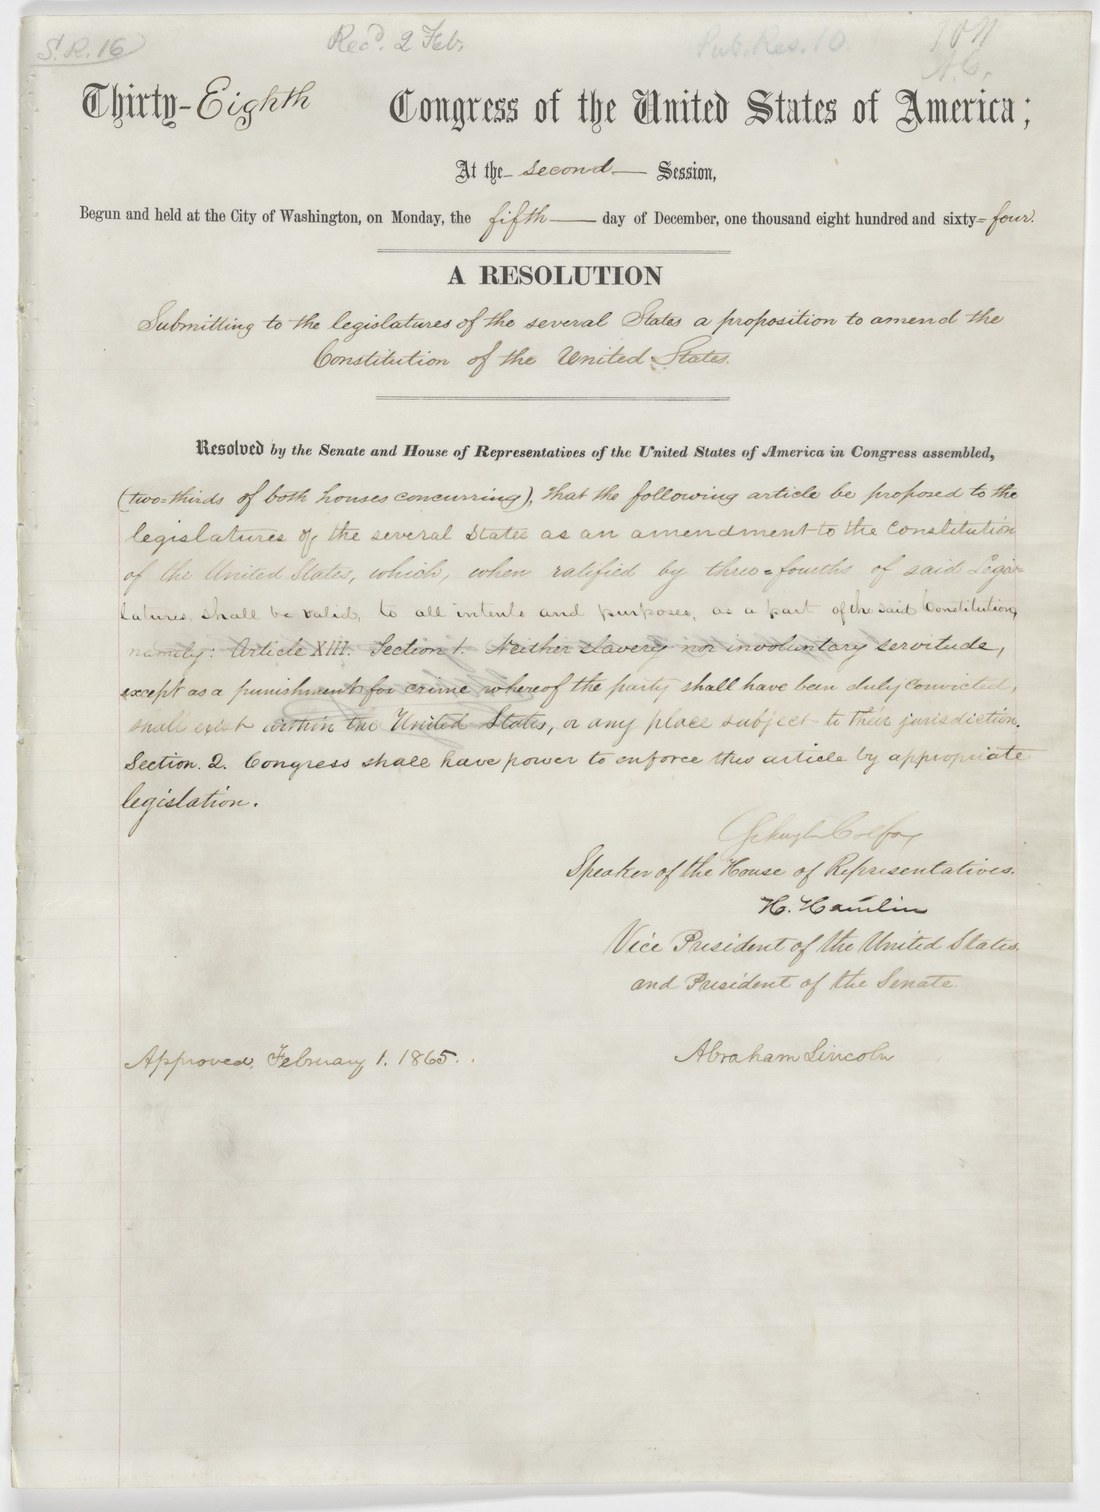 S.R. 16
Rec'd. 2 Feb.
Pub. Res. 10.
Thirty-Eighth Congress of the United States of America;
At the second Session,
Begun and held at the City of Washington, on Monday, the fifth day of December, one thousand eight hundred and sixty-four.
A RESOLUTION
Submitting to the legislatures of the several States a proposition to amend the
Constitution of the United States.
Resolved by the Senate and House of Representatives of the United States of America in Congress assembled,
(two-thirds of both houses concurring), that the following article be proposed to the
legislatures of the several States as an amendment to the Constitution
of the United States, which, when ratified by three-fourths of said Legis-
latures shall be valid, to all intents and purposes, as a part of the said Constitution,
namely: Article XIII. Section 1. Neither slavery nor involuntary servitude,
except as a punishment for crime whereof the party shall have been duly convicted,
shall exist within the United States, or any place subject to their jurisdiction.
Section. 2. Congress shall have power to enforce this article by appropriate
legislation.
Schuyler Colfax
Speaker of the House of Representatives.
H. Hamlin
Vice President of the United States,
and President of the Senate
Approved, February 1. 1865. Abraham Lincoln